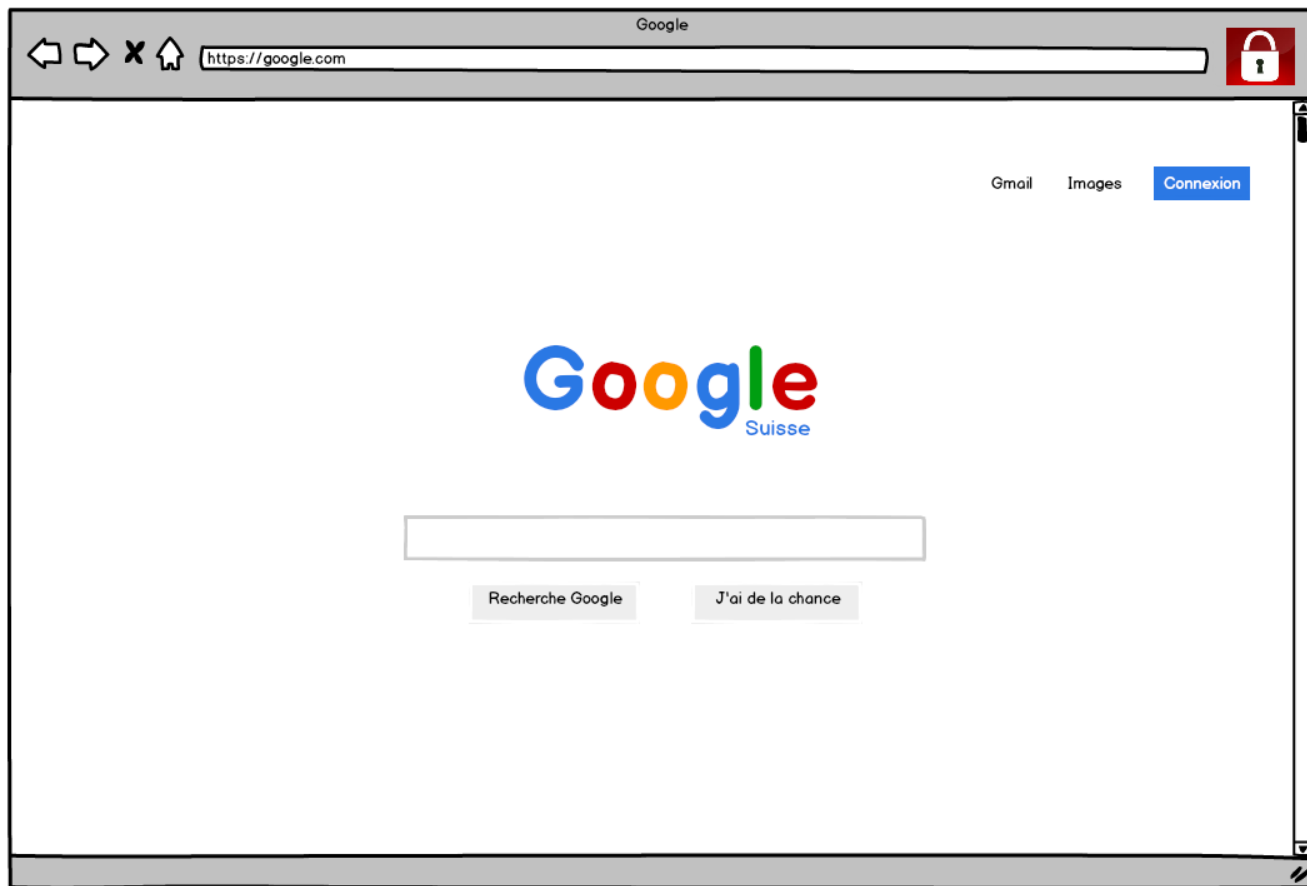 Google
https://google.com
Gmail Images Connexion
Google
Suisse
Recherche Google J'ai de la chance